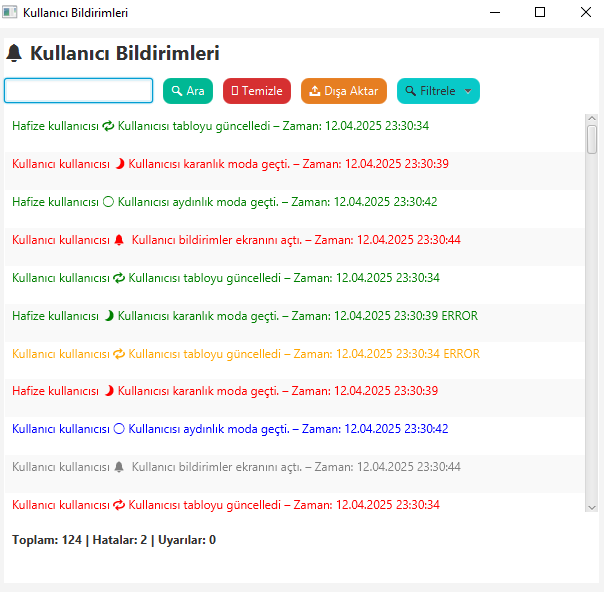 Kullanıcı Bildirimleri
Kullanıcı Bildirimleri
Ara Temizle Dışa Aktar Filtrele
Hafize kullanıcısı Kullanıcısı tabloyu güncelledi – Zaman: 12.04.2025 23:30:34
Kullanıcı kullanıcısı Kullanıcısı karanlık moda geçti. – Zaman: 12.04.2025 23:30:39
Hafize kullanıcısı Kullanıcısı aydınlık moda geçti. – Zaman: 12.04.2025 23:30:42
Kullanıcı kullanıcısı Kullanıcı bildirimler ekranını açtı. – Zaman: 12.04.2025 23:30:44
Kullanıcı kullanıcısı Kullanıcısı tabloyu güncelledi – Zaman: 12.04.2025 23:30:34
Hafize kullanıcısı Kullanıcısı karanlık moda geçti. – Zaman: 12.04.2025 23:30:39 ERROR
Kullanıcı kullanıcısı Kullanıcısı tabloyu güncelledi – Zaman: 12.04.2025 23:30:34 ERROR
Hafize kullanıcısı Kullanıcısı karanlık moda geçti. – Zaman: 12.04.2025 23:30:39
Kullanıcı kullanıcısı Kullanıcısı aydınlık moda geçti. – Zaman: 12.04.2025 23:30:42
Kullanıcı kullanıcısı Kullanıcı bildirimler ekranını açtı. – Zaman: 12.04.2025 23:30:44
Kullanıcı kullanıcısı Kullanıcısı tabloyu güncelledi – Zaman: 12.04.2025 23:30:34
Toplam: 124 | Hatalar: 2 | Uyarılar: 0